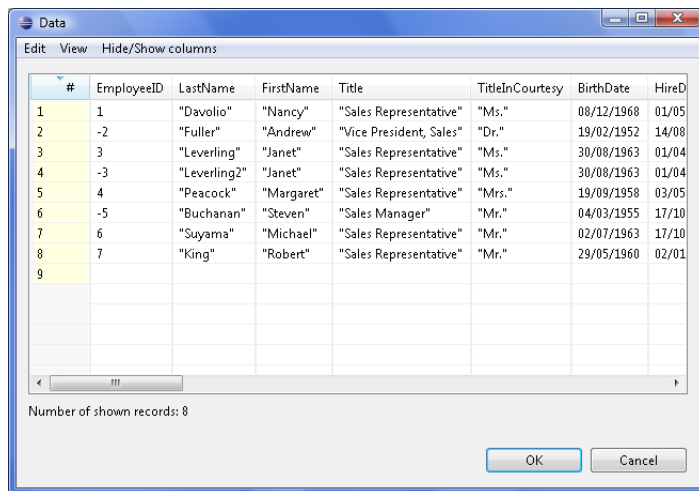 Data
Edit View Hide/Show columns
# EmployeeID LastName FirstName Title TitleInCourtesy BirthDate HireD
1 1 "Davolio" "Nancy" "Sales Representative" "Ms." 08/12/1968 01/05
2 -2 "Fuller" "Andrew" "Vice President, Sales" "Dr." 19/02/1952 14/08
3 3 "Leverling" "Janet" "Sales Representative" "Ms." 30/08/1963 01/04
4 -3 "Leverling2" "Janet" "Sales Representative" "Ms." 30/08/1963 01/04
5 4 "Peacock" "Margaret" "Sales Representative" "Mrs." 19/09/1958 03/05
6 -5 "Buchanan" "Steven" "Sales Manager" "Mr." 04/03/1955 17/10
7 6 "Suyama" "Michael" "Sales Representative" "Mr." 02/07/1963 17/10
8 7 "King" "Robert" "Sales Representative" "Mr." 29/05/1960 02/01
9
Number of shown records: 8
OK Cancel